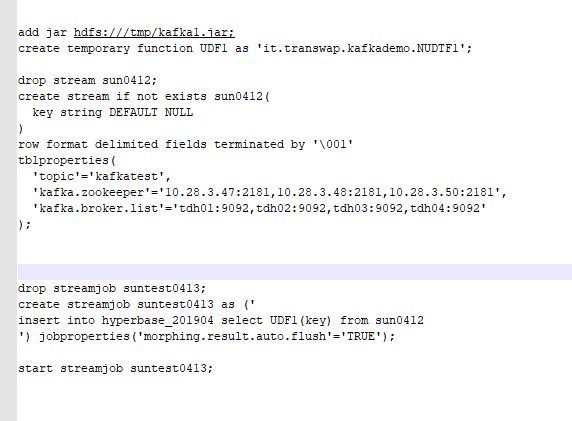 add jar hdfs:///tmp/kafka1.jar;
create temporary function UDF1 as 'it.transwap.kafkademo.NUDTF1';
drop stream sun0412;
create stream if not exists sun0412(
key string DEFAULT NULL
)
row format delimited fields terminated by '\001'
tblproperties(
'topic'='kafkatest',
'kafka.zookeeper'='10.28.3.47:2181,10.28.3.48:2181,10.28.3.50:2181',
'kafka.broker.list'='tdh01:9092,tdh02:9092,tdh03:9092,tdh04:9092'
);
drop streamjob suntest0413;
create streamjob suntest0413 as ('
insert into hyperbase_201904 select UDF1(key) from sun0412
') jobproperties('morphing.result.auto.flush'='TRUE');
start streamjob suntest0413;